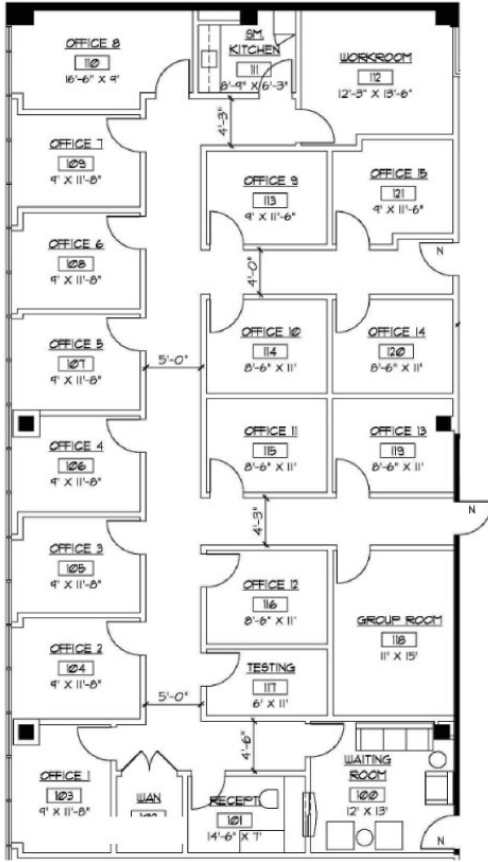 OFFICE 8
110
16'-6" X 9'
SM.
KITCHEN
111
8'-9" X 6'-3"
WORKROOM
112
12'-3" X 13'-6"
4'-3"
OFFICE 7
109
9' X 11'-8"
OFFICE 9
113
9' X 11'-6"
OFFICE 15
121
9' X 11'-6"
OFFICE 6
108
9' X 11'-8"
4'-0"
N
OFFICE 5
107
9' X 11'-8"
5'-0"
OFFICE 10
114
8'-6" X 11'
OFFICE 14
120
8'-6" X 11'
OFFICE 4
106
9' X 11'-8"
OFFICE 11
115
8'-6" X 11'
OFFICE 13
119
8'-6" X 11'
4'-3"
N
OFFICE 3
105
9' X 11'-8"
OFFICE 12
116
8'-6" X 11'
GROUP ROOM
118
11' X 15'
OFFICE 2
104
9' X 11'-8"
TESTING
117
6' X 11'
5'-0"
4'-6"
OFFICE 1
103
9' X 11'-8"
WAN
RECEPT
101
14'-6" X 7'
WAITING
ROOM
100
12' X 13'
N